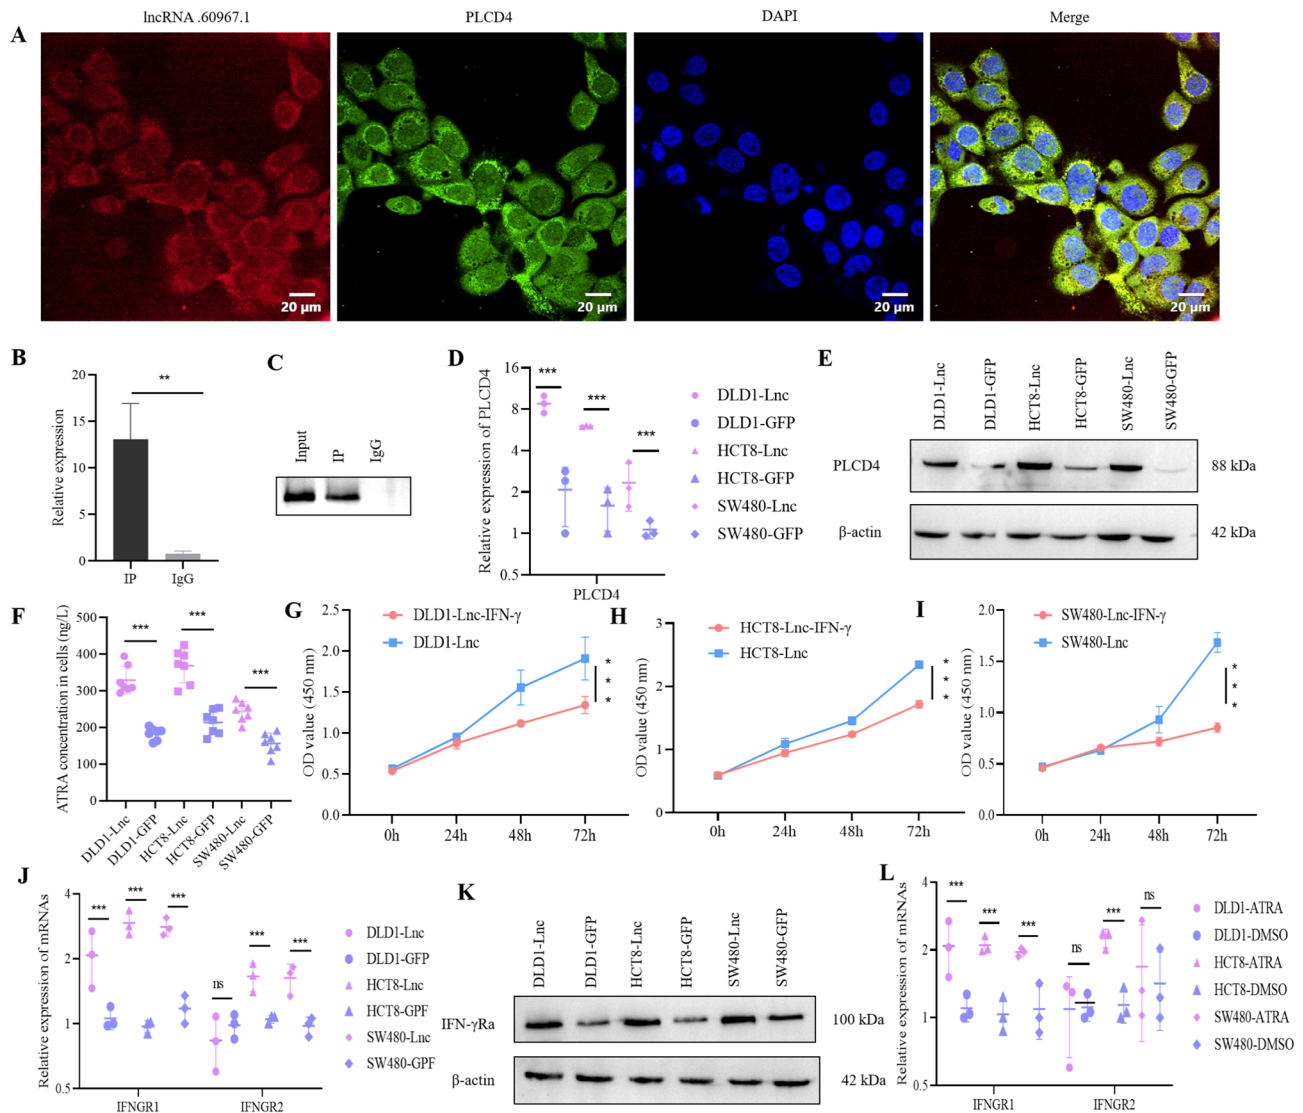 lncRNA .60967.1
PLCD4
DAPI
Merge
A
20 μm
20 μm
20 μm
20 μm
B
Relative expression
20
15
10
5
0
**
IP
IgG
C
Input
IP
IgG
D
Relative expression of PLCD4
16
8
4
2
1
0.5
***
***
***
PLCD4
DLD1-Lnc
DLD1-GFP
HCT8-Lnc
HCT8-GFP
SW480-Lnc
SW480-GFP
E
DLD1-Lnc
DLD1-GFP
HCT8-Lnc
HCT8-GFP
SW480-Lnc
SW480-GFP
PLCD4
88 kDa
β-actin
42 kDa
F
ATRA concentration in cells (ng/L)
500
400
300
200
100
0
***
***
***
DLD1-Lnc
DLD1-GFP
HCT8-Lnc
HCT8-GFP
SW480-Lnc
SW480-GFP
G
OD value (450 nm)
2.5
2.0
1.5
1.0
0.5
0.0
DLD1-Lnc-IFN-γ
DLD1-Lnc
***
0h
24h
48h
72h
H
OD value (450 nm)
3
2
1
0
HCT8-Lnc-IFN-γ
HCT8-Lnc
***
0h
24h
48h
72h
I
OD value (450 nm)
2.0
1.5
1.0
0.5
0.0
SW480-Lnc-IFN-γ
SW480-Lnc
***
0h
24h
48h
72h
J
Relative expression of mRNAs
4
2
1
0.5
***
***
***
ns
***
***
IFNGR1
IFNGR2
DLD1-Lnc
DLD1-GFP
HCT8-Lnc
HCT8-GPF
SW480-Lnc
SW480-GPF
K
DLD1-Lnc
DLD1-GFP
HCT8-Lnc
HCT8-GFP
SW480-Lnc
SW480-GFP
IFN-γRa
100 kDa
β-actin
42 kDa
L
Relative expression of mRNAs
4
2
1
0.5
***
***
***
ns
***
ns
IFNGR1
IFNGR2
DLD1-ATRA
DLD1-DMSO
HCT8-ATRA
HCT8-DMSO
SW480-ATRA
SW480-DMSO